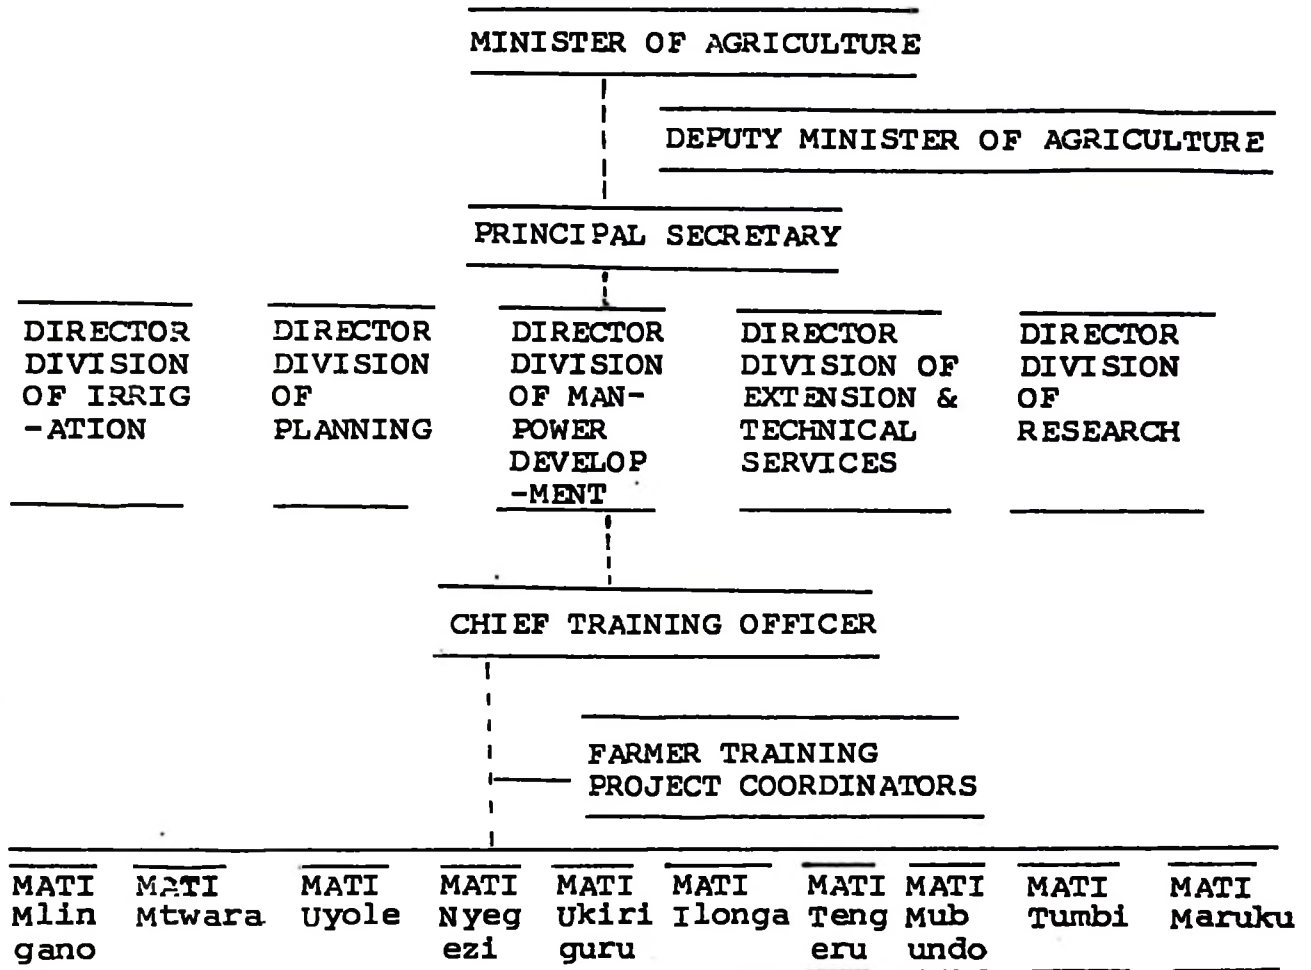 MINISTER OF AGRICULTURE
DEPUTY MINISTER OF AGRICULTURE
PRINCIPAL SECRETARY
DIRECTOR
DIVISION
OF IRRIG
-ATION
DIRECTOR
DIVISION
OF
PLANNING
DIRECTOR
DIVISION
OF MAN-
POWER
DEVELOP
-MENT
DIRECTOR
DIVISION OF
EXTENSION &
TECHNICAL
SERVICES
DIRECTOR
DIVISION
OF
RESEARCH
CHIEF TRAINING OFFICER
FARMER TRAINING
PROJECT COORDINATORS
MATI
Mlin
gano
MATI
Mtwara
MATI
Uyole
MATI
Nyeg
ezi
MATI
Ukiri
guru
MATI
Ilonga
MATI
Teng
eru
MATI
Mub
undo
MATI
Tumbi
MATI
Maruku